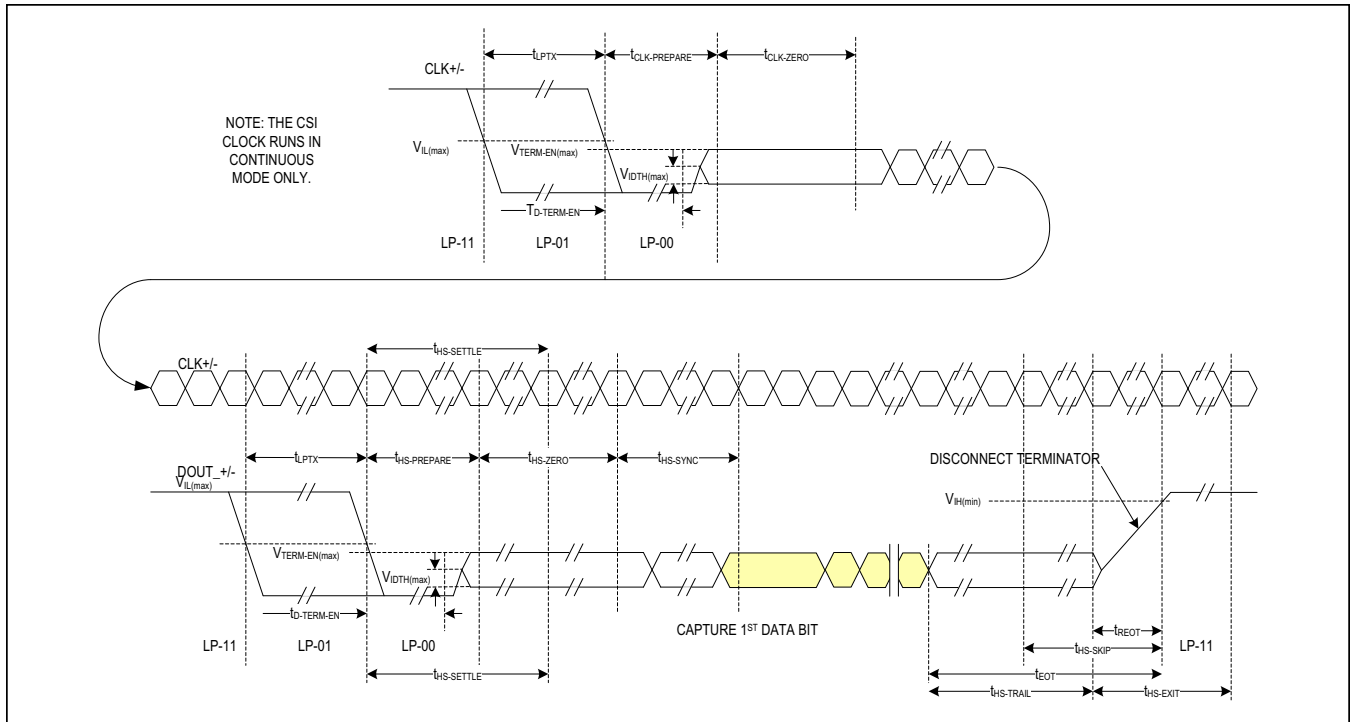 tLPTX
tCLK-PREPARE
tCLK-ZERO
CLK+/-
NOTE: THE CSI
CLOCK RUNS IN
CONTINUOUS
MODE ONLY.
VIL(max)
VTERM-EN(max)
VIDTH(max)
TD-TERM-EN
LP-11
LP-01
LP-00
tHS-SETTLE
CLK+/-
tLPTX
tHS-PREPARE
tHS-ZERO
tHS-SYNC
DISCONNECT TERMINATOR
DOUT_+/-
VIL(max)
VIH(min)
VTERM-EN(max)
VIDTH(max)
tD-TERM-EN
CAPTURE 1ST DATA BIT
tREOT
LP-11
LP-01
LP-00
LP-11
tHS-SKIP
tHS-SETTLE
tEOT
tHS-TRAIL
tHS-EXIT